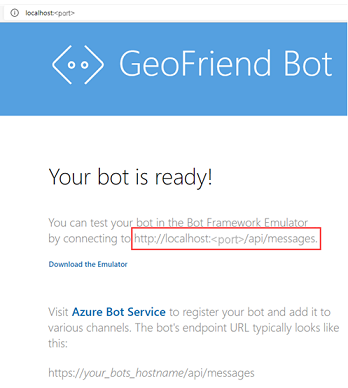 localhost:<port>
GeoFriend Bot
Your bot is ready!
You can test your bot in the Bot Framework Emulator
by connecting to http://localhost:<port>/api/messages.
Download the Emulator
Visit Azure Bot Service to register your bot and add it to
various channels. The bot's endpoint URL typically looks like
this:
https://your_bots_hostname/api/messages